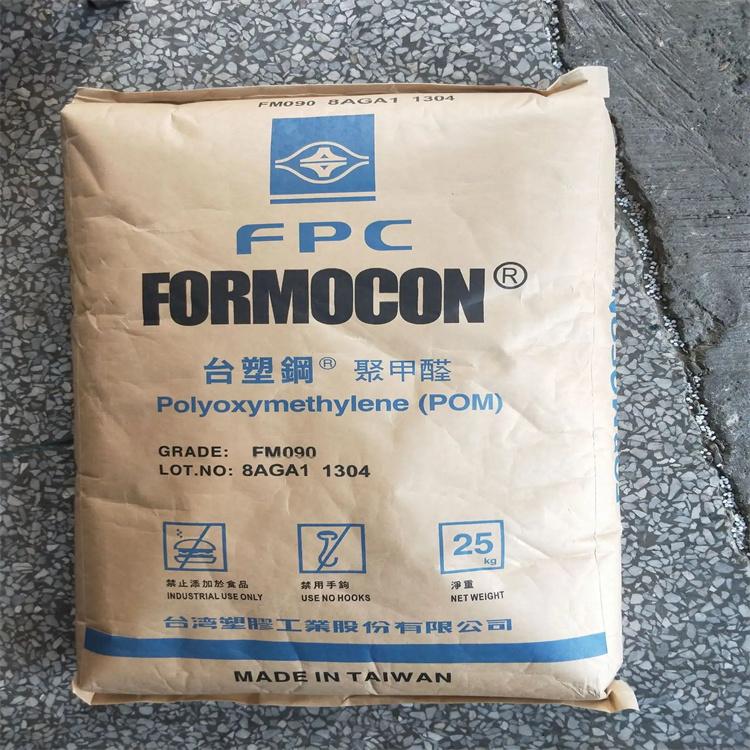 FM090 8AGA1 1304
FPC
FORMOCON®
台塑鋼® 聚甲醛
Polyoxymethylene (POM)
GRADE: FM090
LOT.NO: 8AGA1 1304
25
kg
禁止添加於食品
INDUSTRIAL USE ONLY
禁用手鉤
USE NO HOOKS
淨重
NET WEIGHT
台湾塑膠工業股份有限公司
MADE IN TAIWAN
FORMOCON